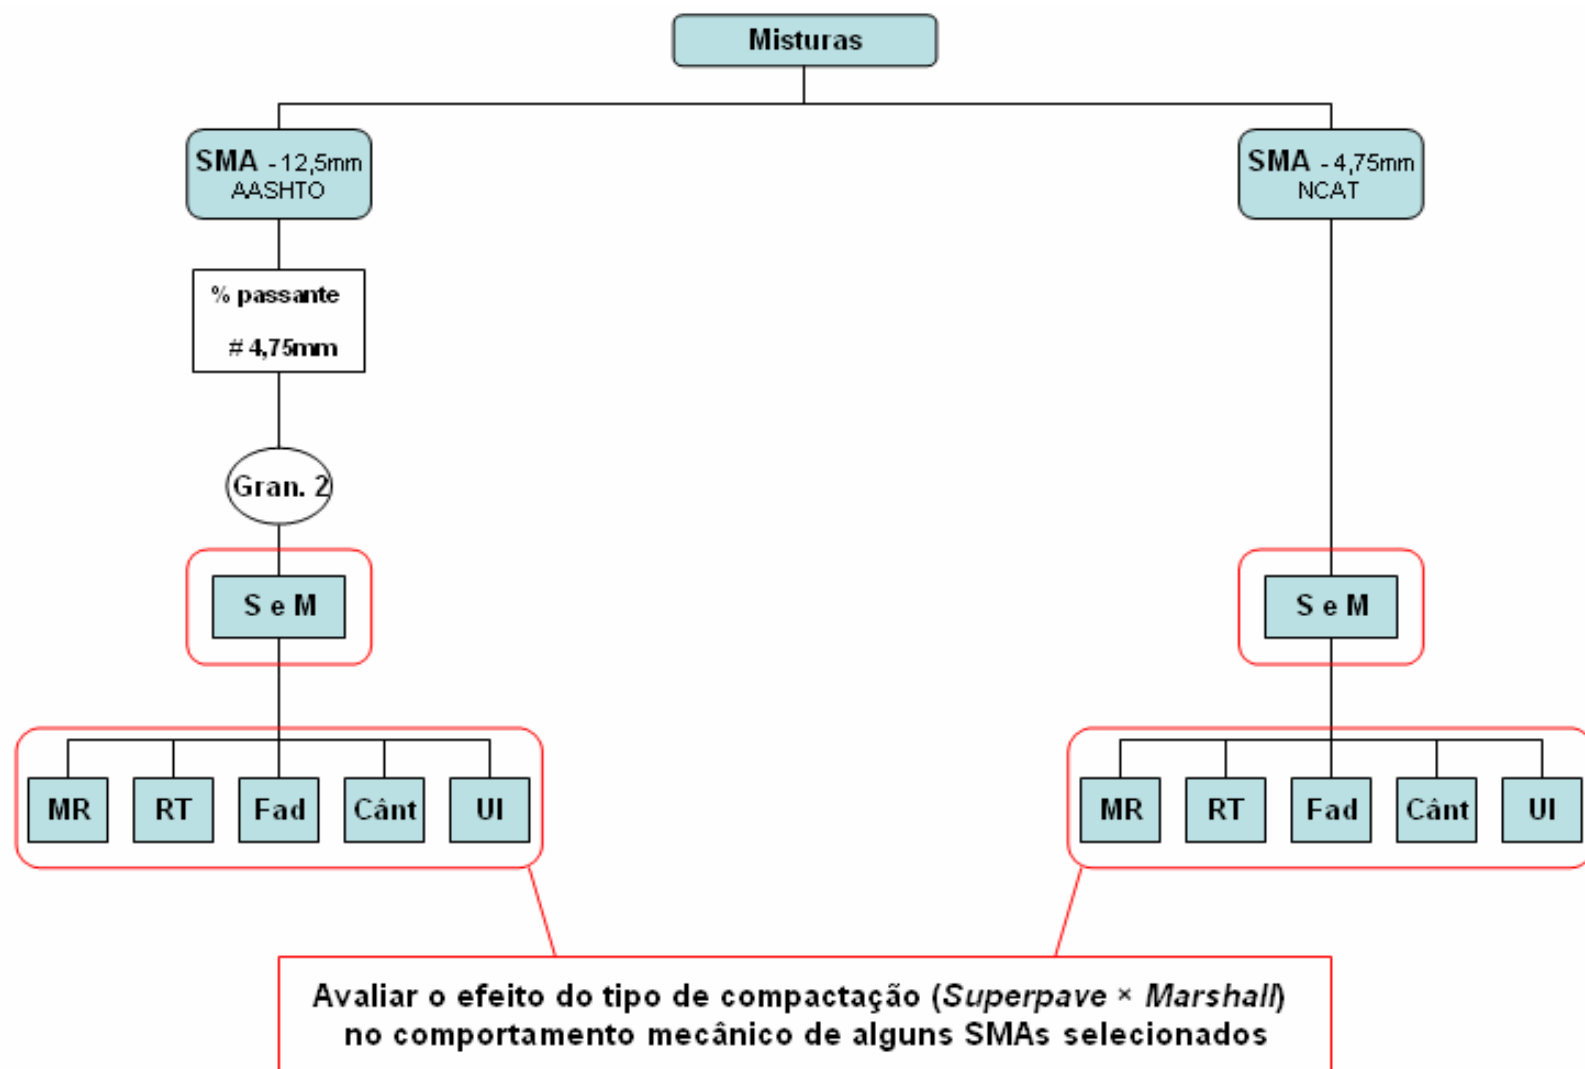 Misturas
SMA - 12,5mm
AASHTO
SMA - 4,75mm
NCAT
% passante
# 4,75mm
Gran. 2
S e M
S e M
MR
RT
Fad
Cânt
UI
MR
RT
Fad
Cânt
UI
Avaliar o efeito do tipo de compactação (Superpave × Marshall)
no comportamento mecânico de alguns SMAs selecionados